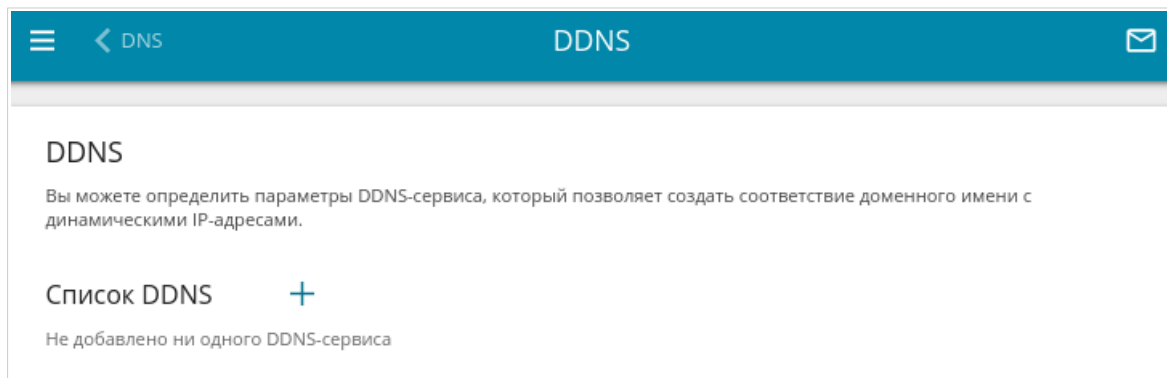 DNS
DDNS
DDNS
Вы можете определить параметры DDNS-сервиса, который позволяет создать соответствие доменного имени с
динамическими IP-адресами.
Список DDNS
Не добавлено ни одного DDNS-сервиса